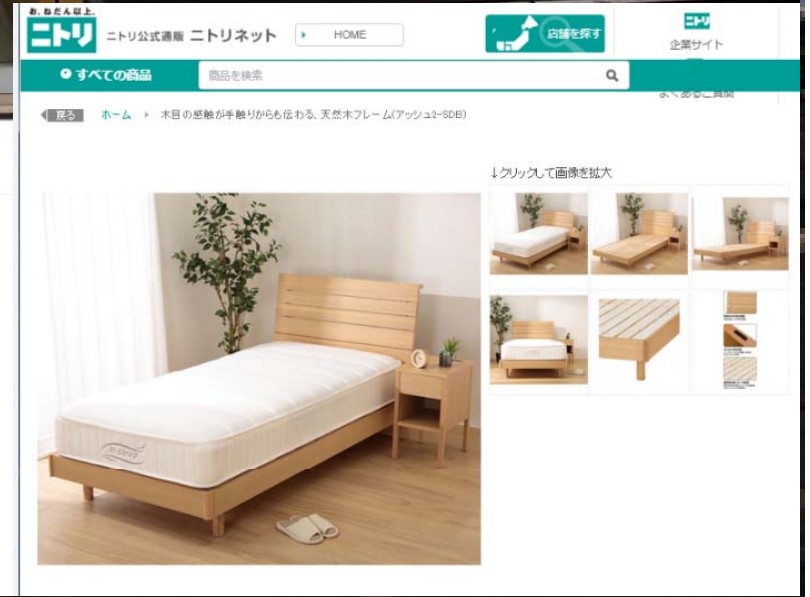 お、ねだん以上。
ニトリ
ニトリ公式通販 ニトリネット
HOME
店舗を探す
ニトリ
企業サイト
すべての商品
商品を検索
よくあるご質問
戻る ホーム 木目の感触が手触りからも伝わる、天然木フレーム(アッシュ2-SDB)
↓クリックして画像を拡大
N-SLEEP